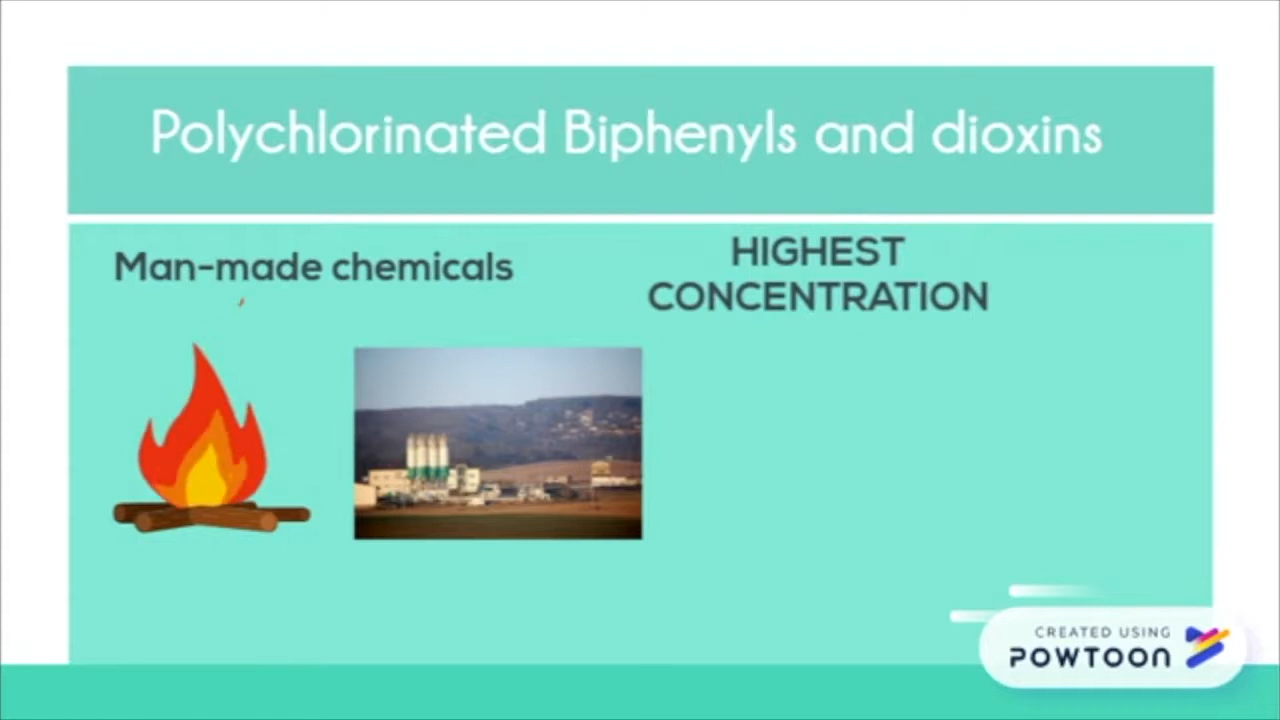 Polychlorinated Biphenyls and dioxins
Man-made chemicals
HIGHEST
CONCENTRATION
CREATED USING
POWTOON